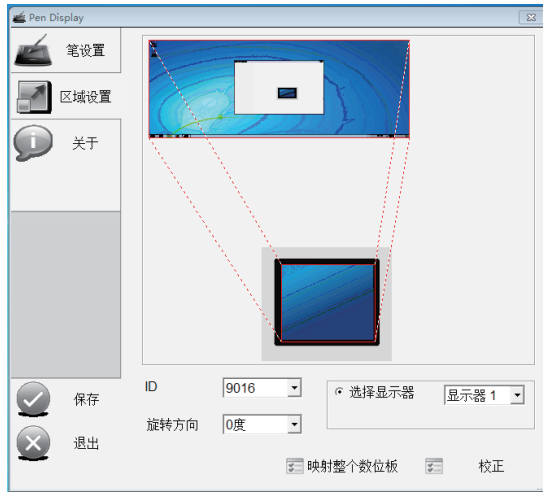 Pen Display
笔设置
区域设置
关于
保存
退出
ID
9016
选择显示器
显示器 1
旋转方向
0度
映射整个数位板
校正